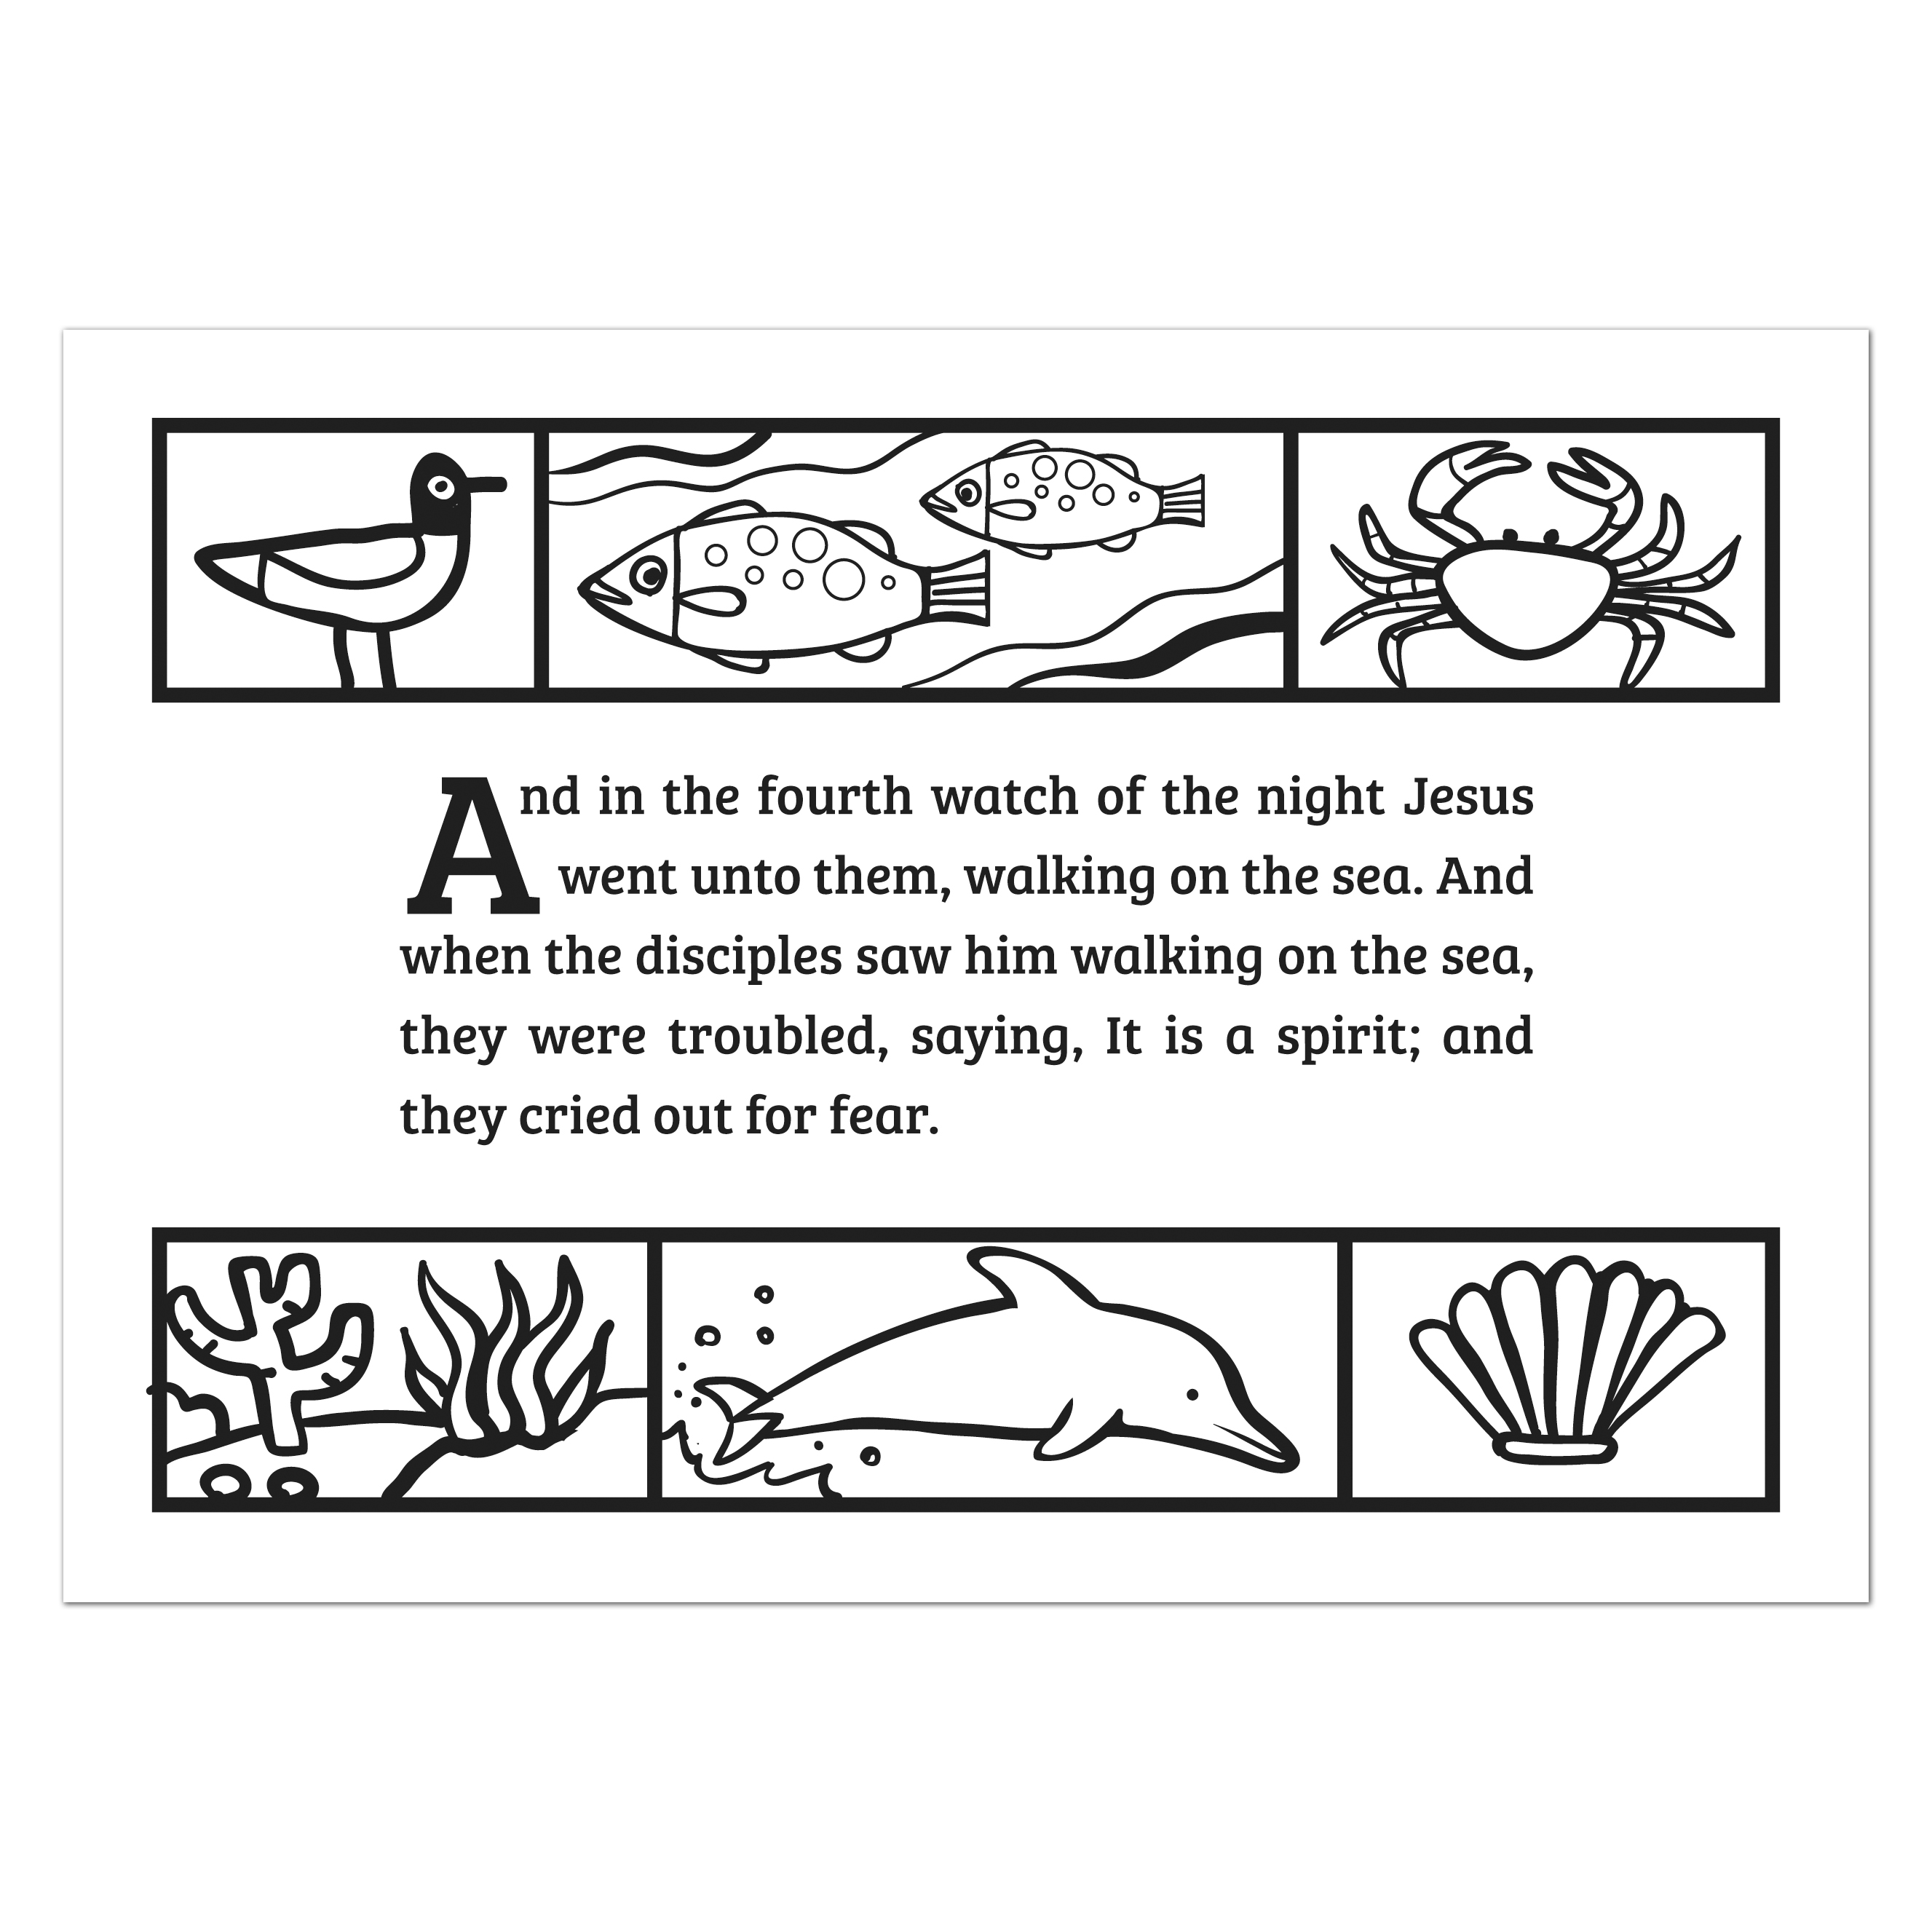 And in the fourth watch of the night Jesus
went unto them, walking on the sea. And
when the disciples saw him walking on the sea,
they were troubled, saying, It is a spirit; and
they cried out for fear.